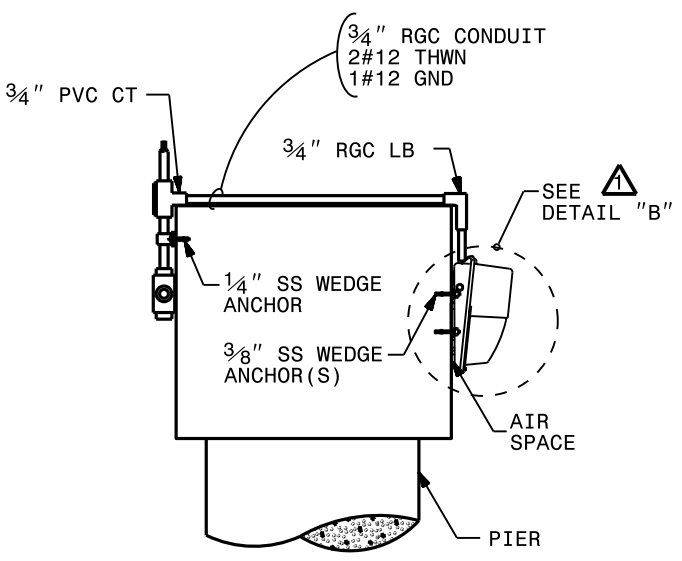 ¾" RGC CONDUIT
2#12 THWN
1#12 GND
¾" PVC CT
¾" RGC LB
1
SEE
DETAIL "B"
¼" SS WEDGE
ANCHOR
⅜" SS WEDGE
ANCHOR(S)
AIR
SPACE
PIER